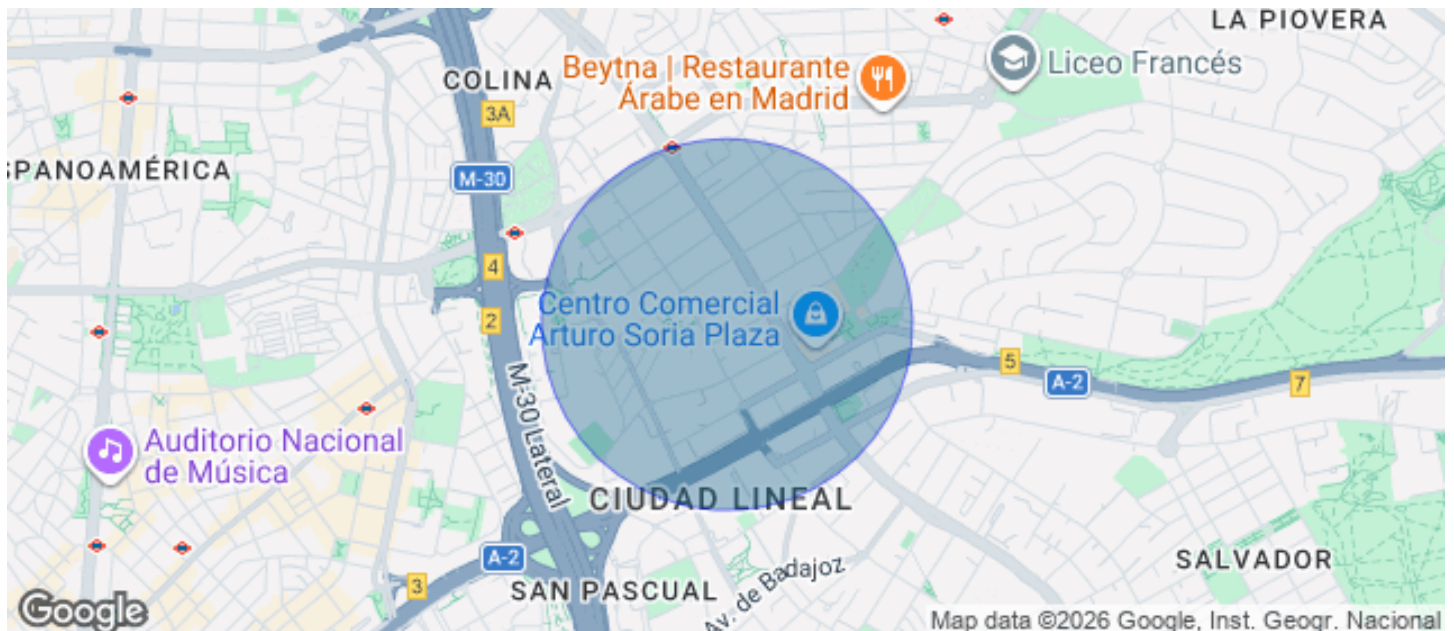 LA PIOVERA
COLINA
Beytna | Restaurante
Árabe en Madrid
Liceo Francés
3A
SPANOAMÉRICA
M-30
4
2
Centro Comercial
Arturo Soria Plaza
5
A-2
7
M-30 Lateral
Auditorio Nacional
de Música
CIUDAD LINEAL
A-2
3
SAN PASCUAL
Av. de Badajoz
SALVADOR
Google
Map data ©2026 Google, Inst. Geogr. Nacional